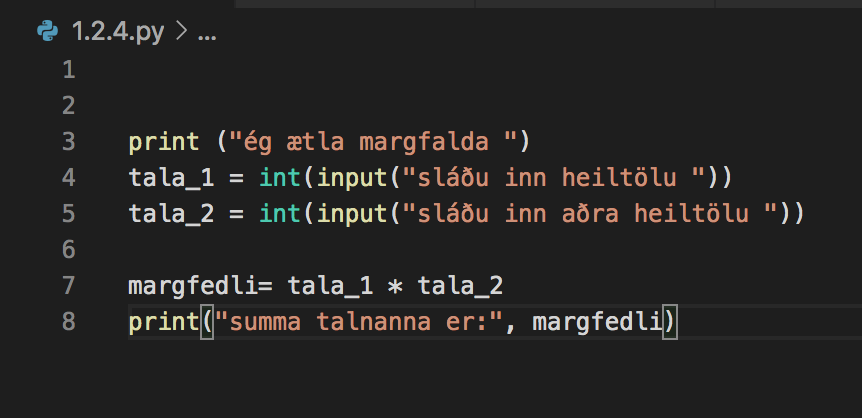 1.2.4.py > ...
1
2
3 print ("ég ætla margfalda ")
4 tala_1 = int(input("sláðu inn heiltölu "))
5 tala_2 = int(input("sláðu inn aðra heiltölu "))
6
7 margfedli= tala_1 * tala_2
8 print("summa talnanna er:", margfedli)